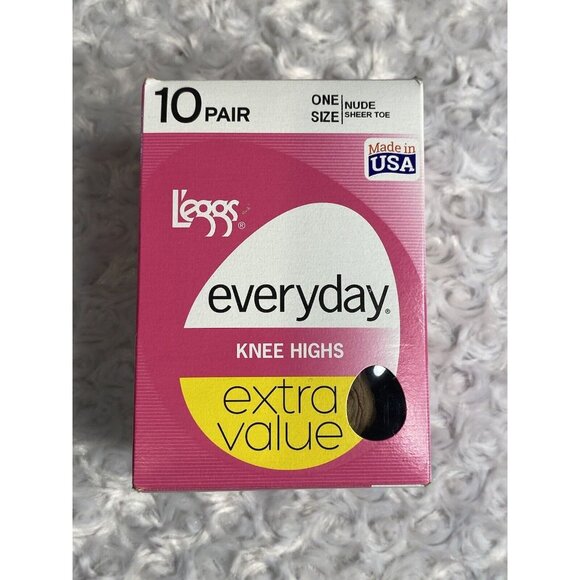 10 PAIR
ONE SIZE
NUDE
SHEER TOE
Made in
USA
L'eggs®
everyday®
KNEE HIGHS
extra
value